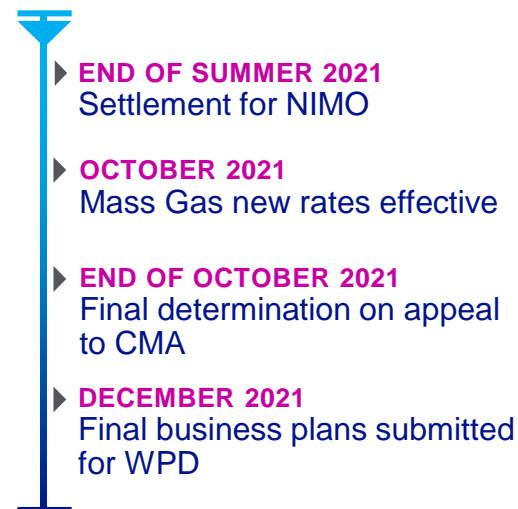 END OF SUMMER 2021
Settlement for NIMO
OCTOBER 2021
Mass Gas new rates effective
END OF OCTOBER 2021
Final determination on appeal
to CMA
DECEMBER 2021
Final business plans submitted
for WPD